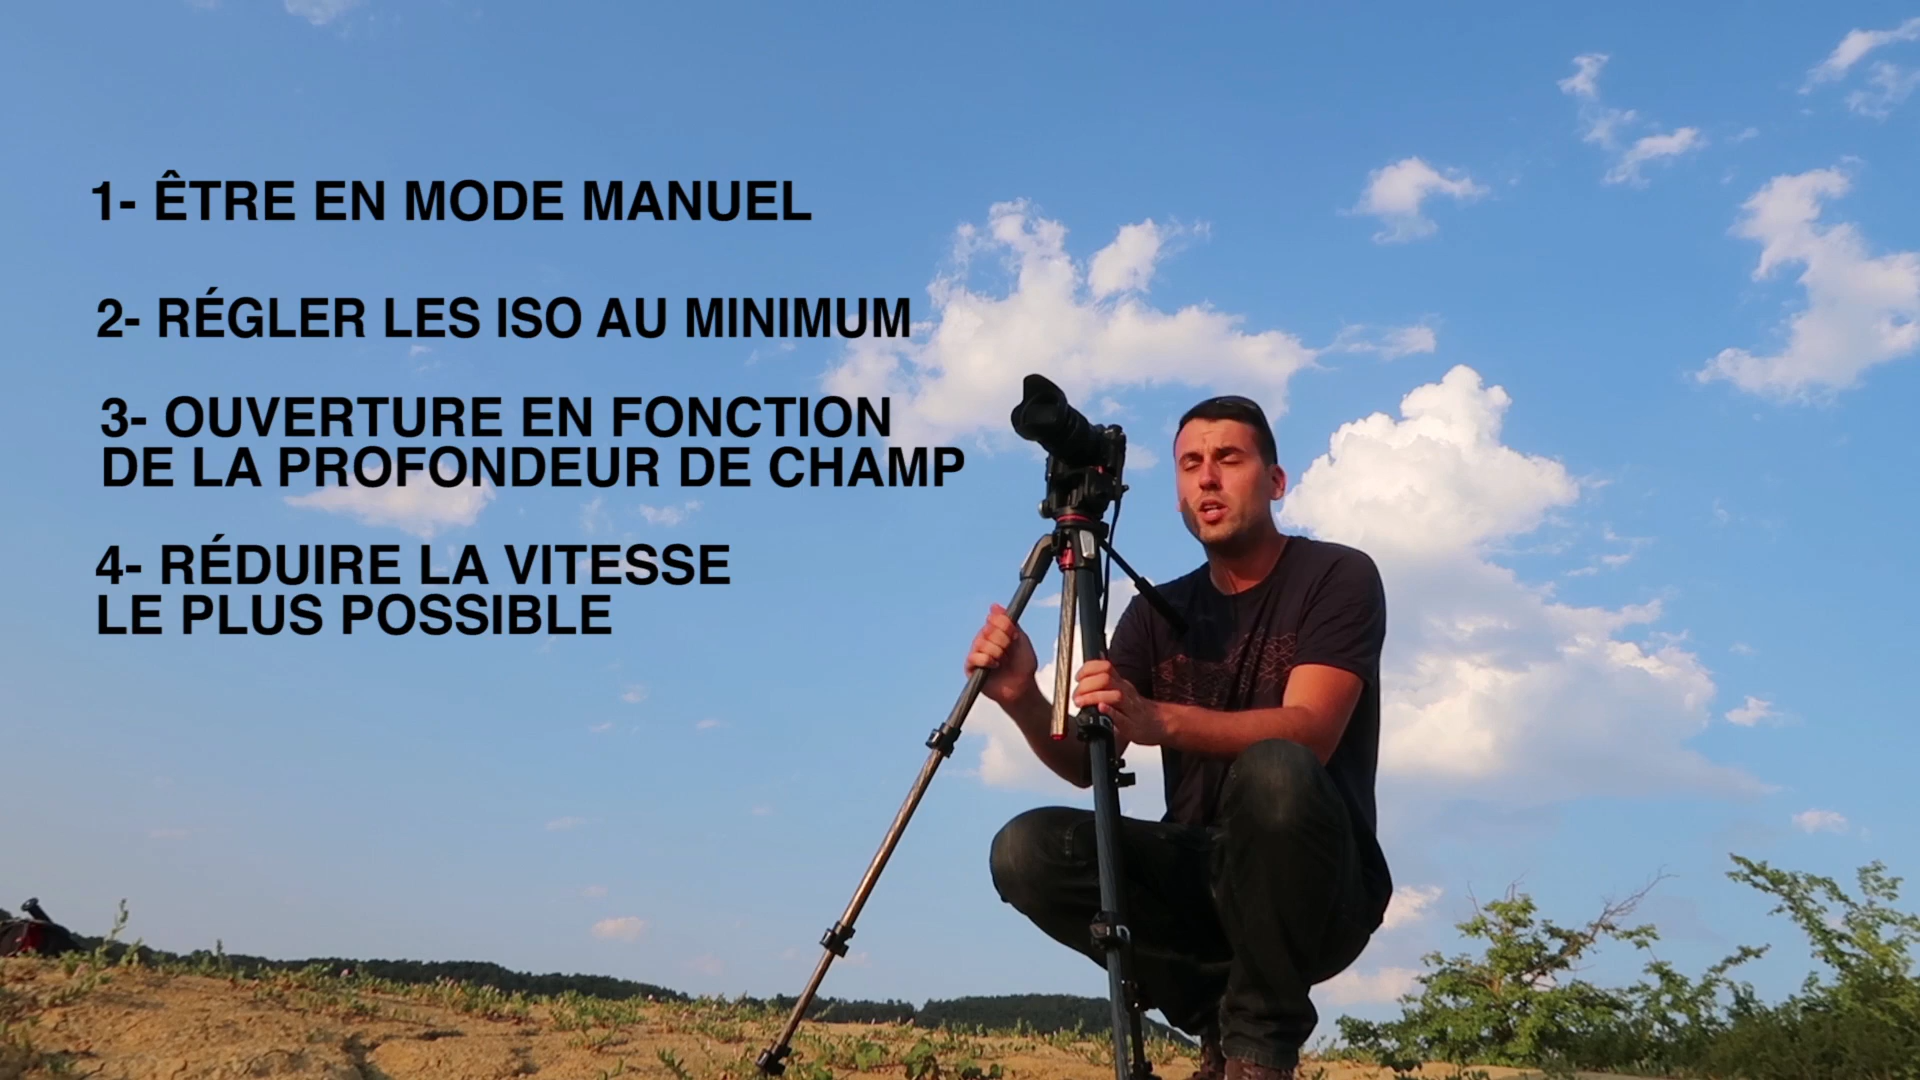 1- ÊTRE EN MODE MANUEL
2- RÉGLER LES ISO AU MINIMUM
3- OUVERTURE EN FONCTION
DE LA PROFONDEUR DE CHAMP
4- RÉDUIRE LA VITESSE
LE PLUS POSSIBLE